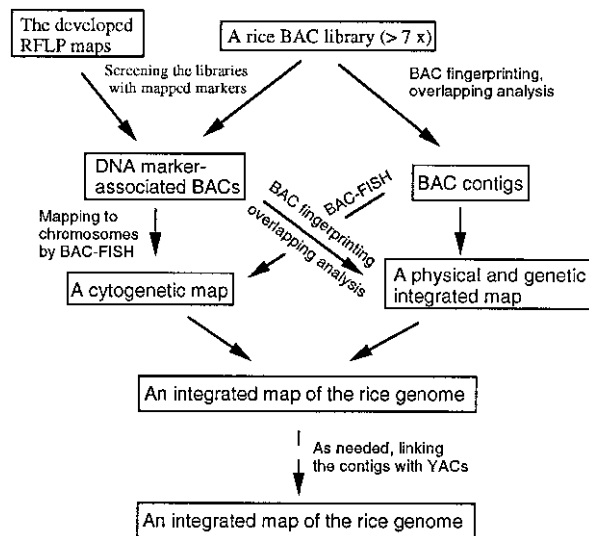 The developed
RFLP maps
A rice BAC library (> 7 x)
Screening the libraries
with mapped markers
BAC fingerprinting,
overlapping analysis
DNA marker-
associated BACs
BAC-FISH
BAC contigs
BAC fingerprinting
overlapping analysis
Mapping to
chromosomes
by BAC-FISH
A cytogenetic map
A physical and genetic
integrated map
An integrated map of the rice genome
As needed, linking
the contigs with YACs
An integrated map of the rice genome